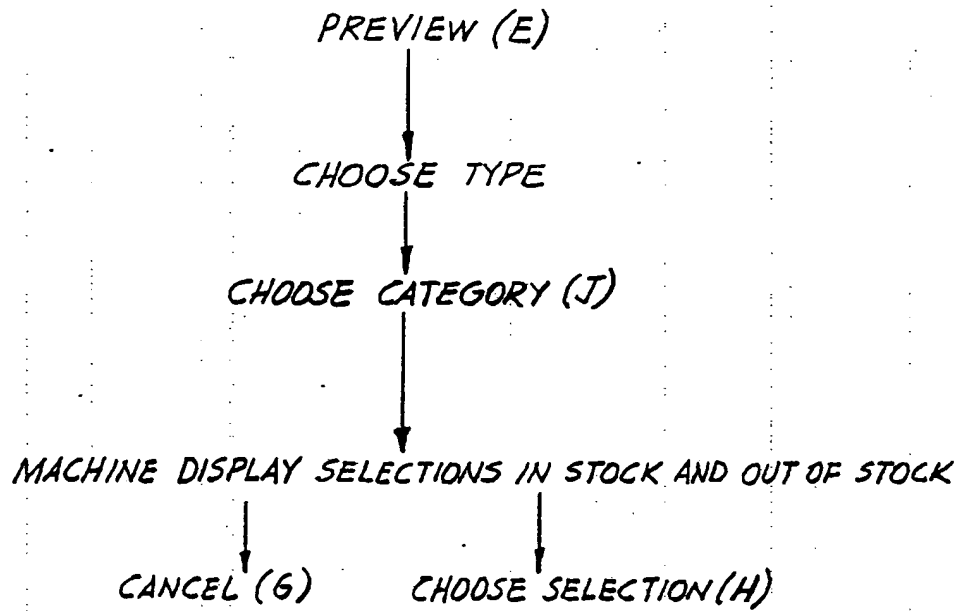 PREVIEW (E)
CHOOSE TYPE
CHOOSE CATEGORY (J)
MACHINE DISPLAY SELECTIONS IN STOCK AND OUT OF STOCK
CANCEL (G)
CHOOSE SELECTION (H)